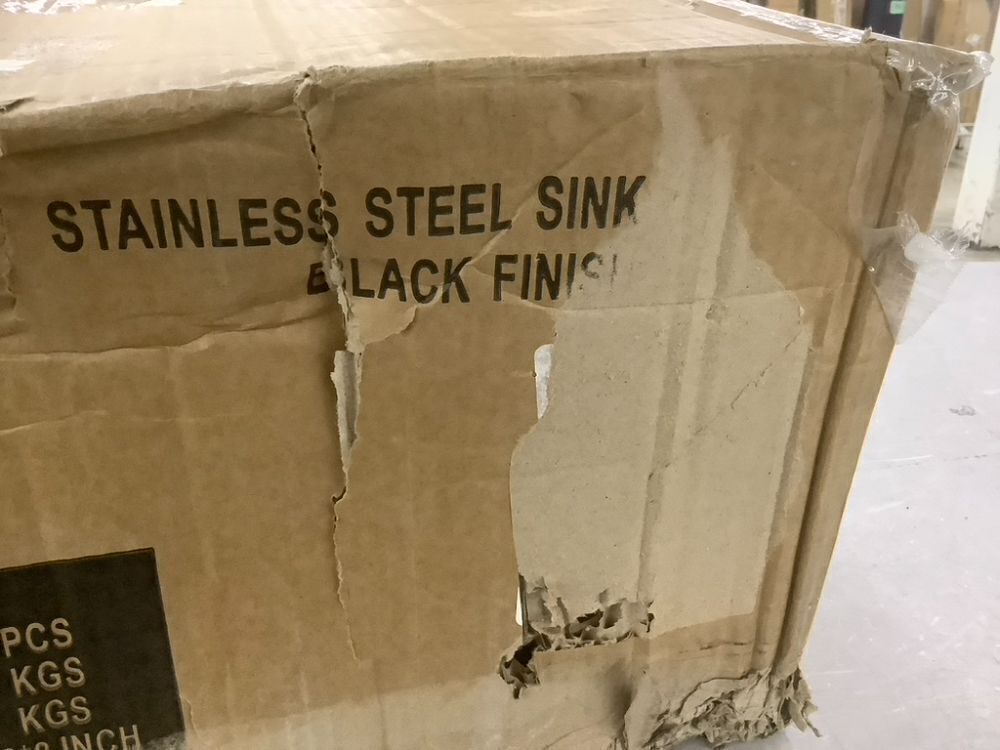 STAINLESS STEEL SINK
BLACK FINIS
PCS
KGS
KGS
INCH